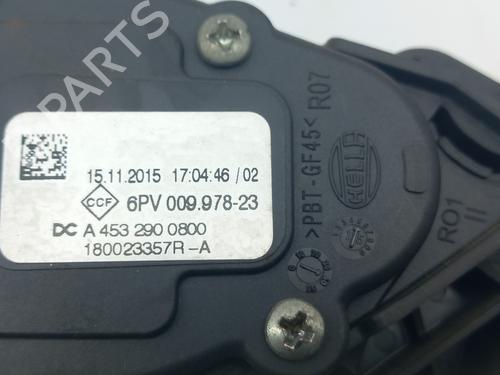 B-PARTS
15.11.2015 17:04:46 / 02
CCF 6PV 009.978-23
DC A 453 290 0800
180023357R-A
>PBT-GF45< R07
HELLA
R01